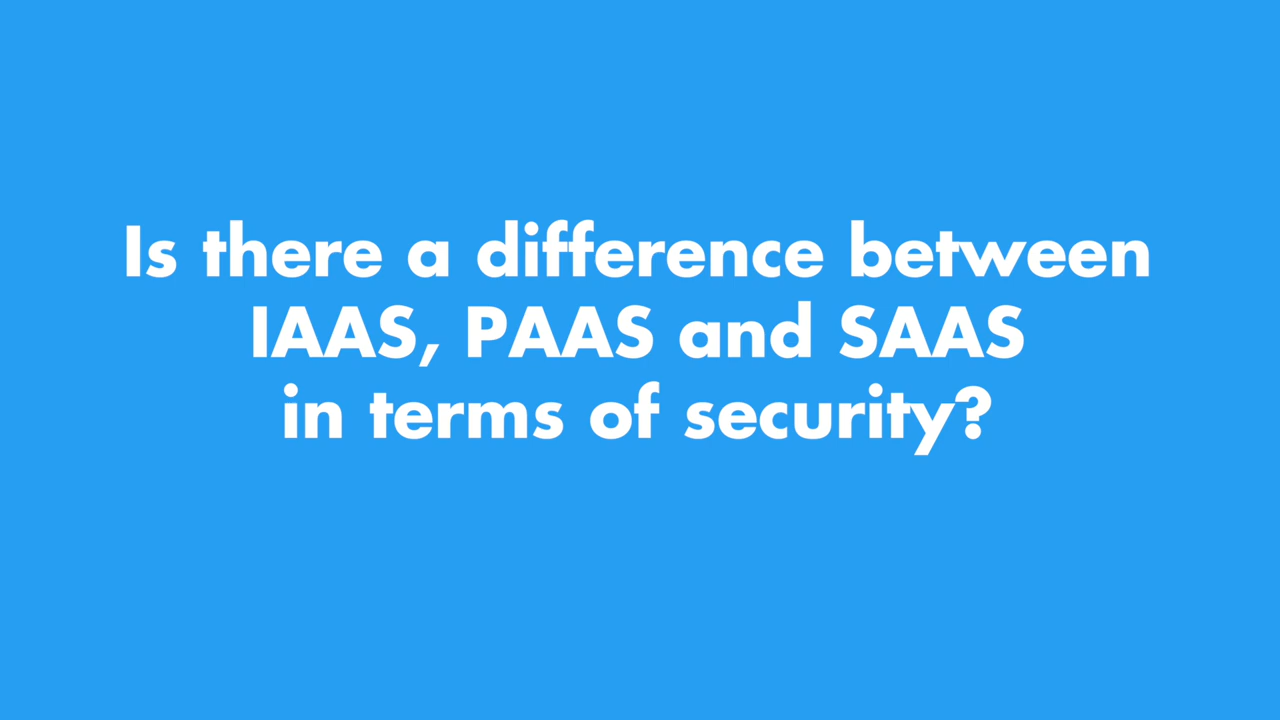 Is there a difference between
IAAS, PAAS and SAAS
in terms of security?